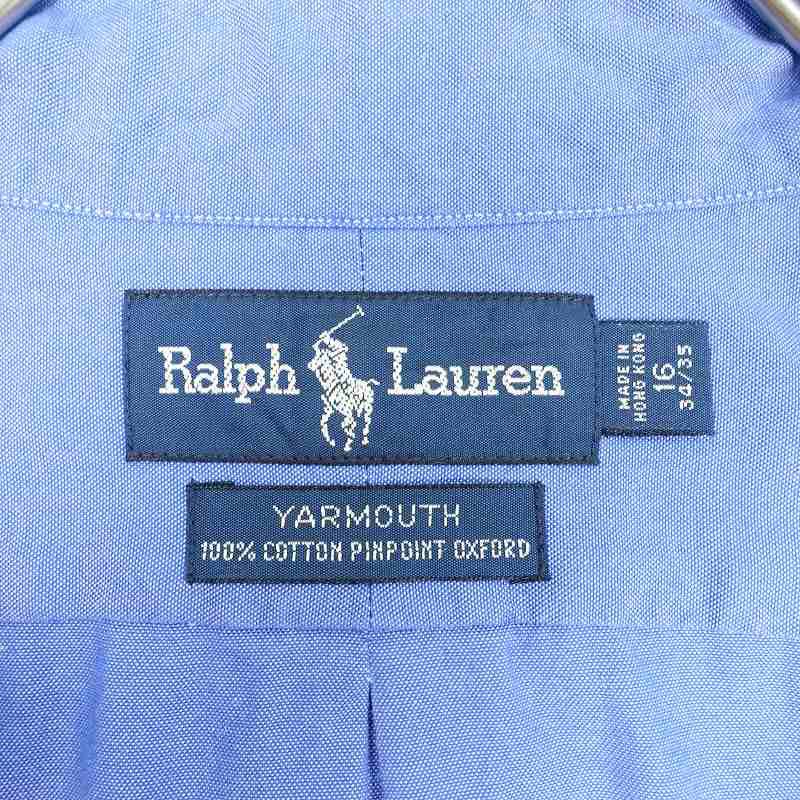 Ralph Lauren
MADE IN
HONG KONG
16
34/35
YARMOUTH
100% COTTON PINPOINT OXFORD